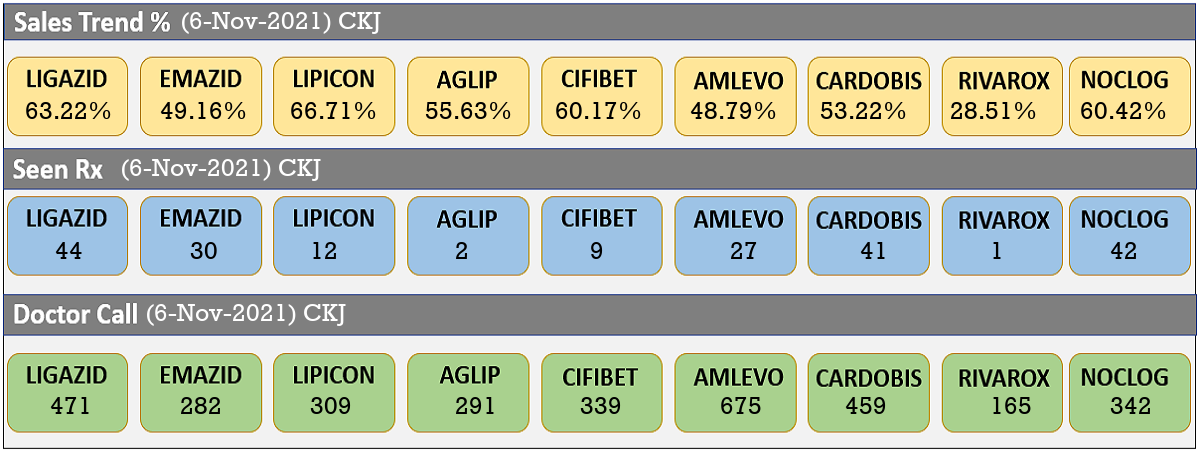 Sales Trend % (6-Nov-2021) CKJ
LIGAZID EMAZID LIPICON AGLIP CIFIBET AMLEVO CARDOBIS RIVAROX NOCLOG
63.22% 49.16% 66.71% 55.63% 60.17% 48.79% 53.22% 28.51% 60.42%
Seen Rx (6-Nov-2021) CKJ
LIGAZID EMAZID LIPICON AGLIP CIFIBET AMLEVO CARDOBIS RIVAROX NOCLOG
44 30 12 2 9 27 41 1 42
Doctor Call (6-Nov-2021) CKJ
LIGAZID EMAZID LIPICON AGLIP CIFIBET AMLEVO CARDOBIS RIVAROX NOCLOG
471 282 309 291 339 675 459 165 342